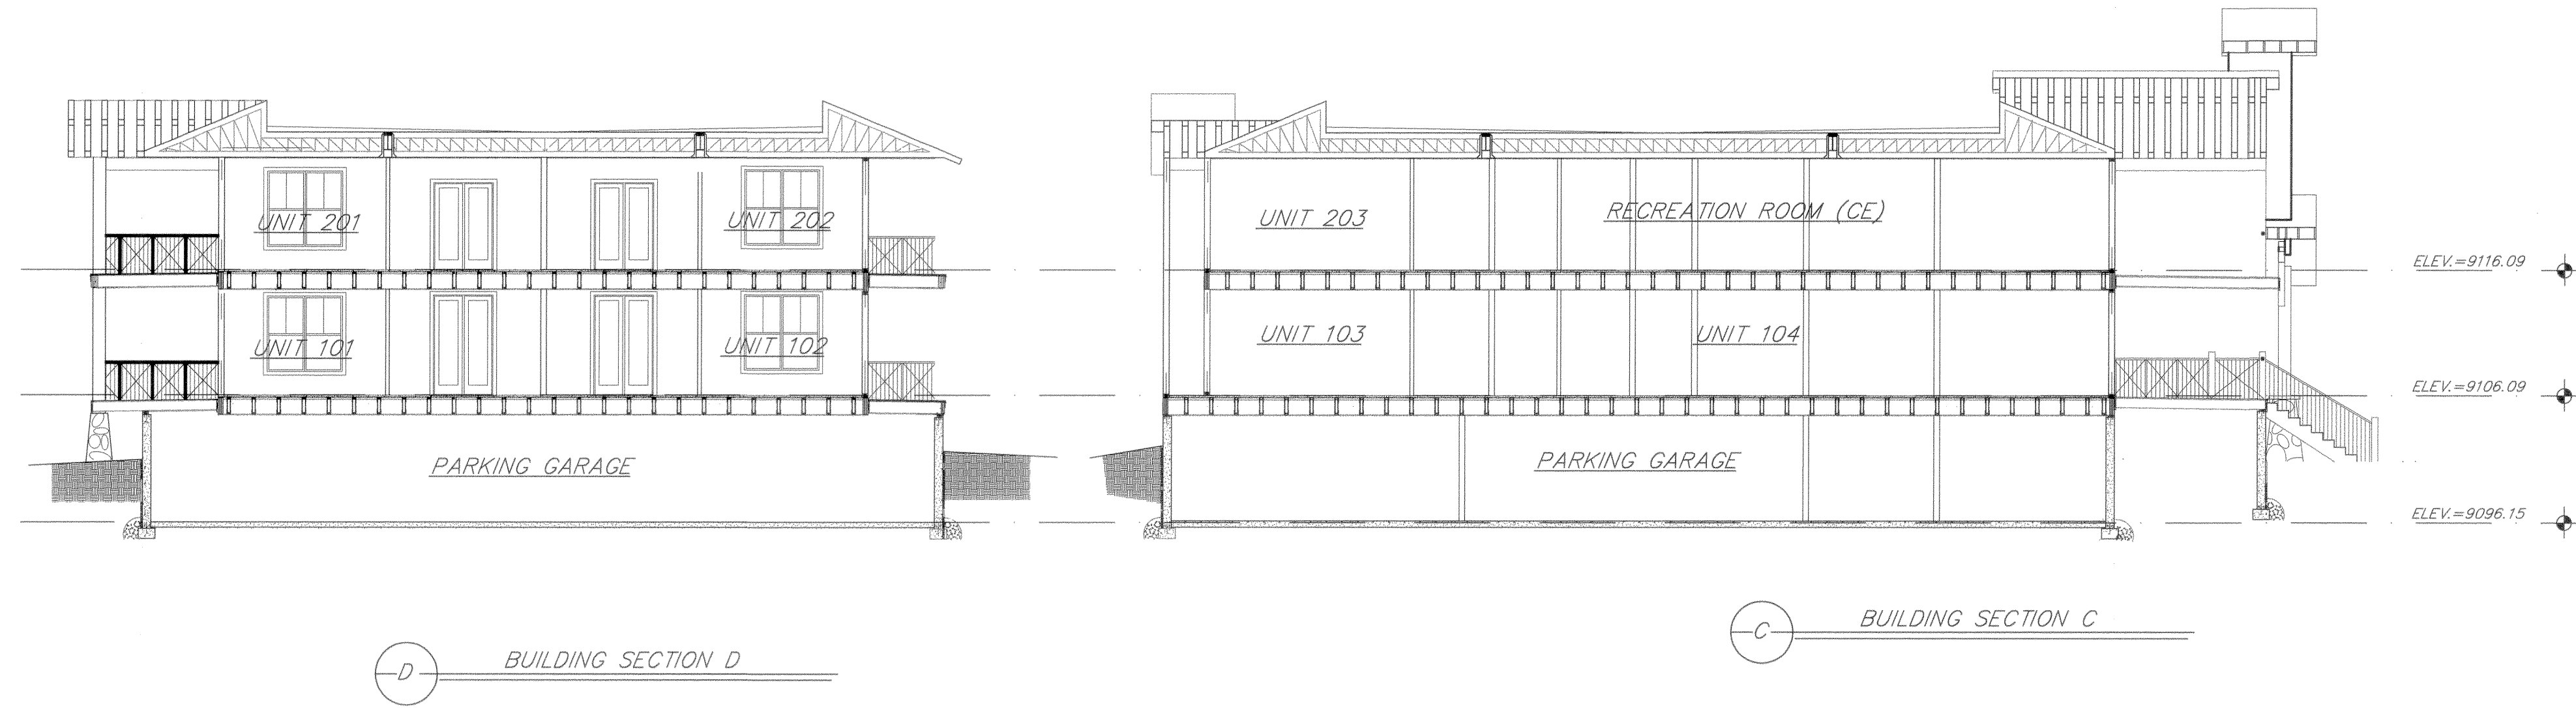 UNIT 201
UNIT 202
UNIT 101
UNIT 102
PARKING GARAGE
D
BUILDING SECTION D
UNIT 203
RECREATION ROOM (CE)
UNIT 103
UNIT 104
PARKING GARAGE
ELEV.=9116.09
ELEV.=9106.09
ELEV.=9096.15
C
BUILDING SECTION C